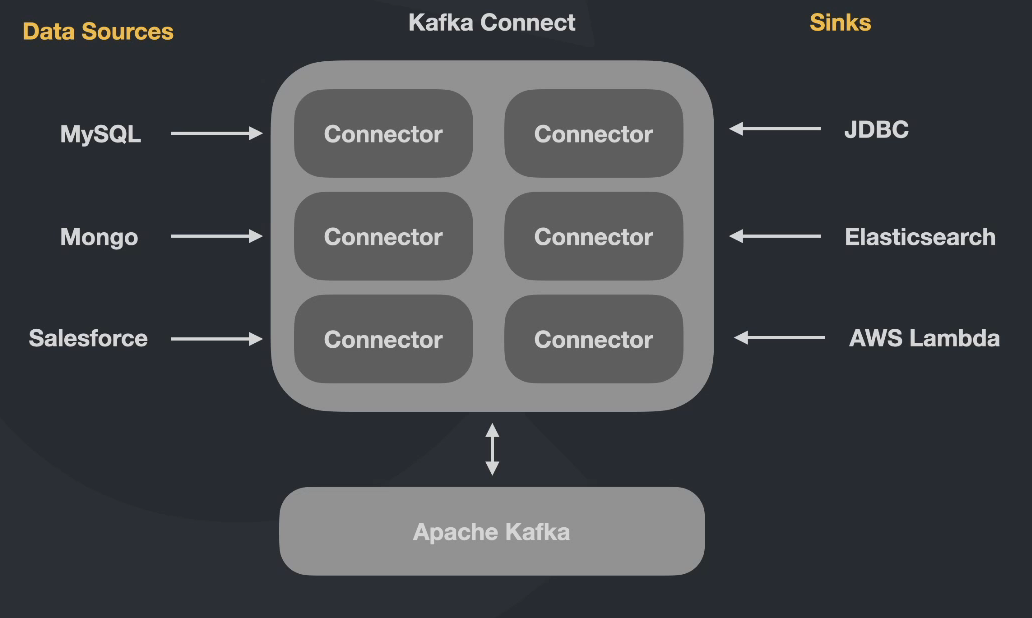 Data Sources
Kafka Connect
Sinks
MySQL
Connector
Connector
JDBC
Mongo
Connector
Connector
Elasticsearch
Salesforce
Connector
Connector
AWS Lambda
Apache Kafka